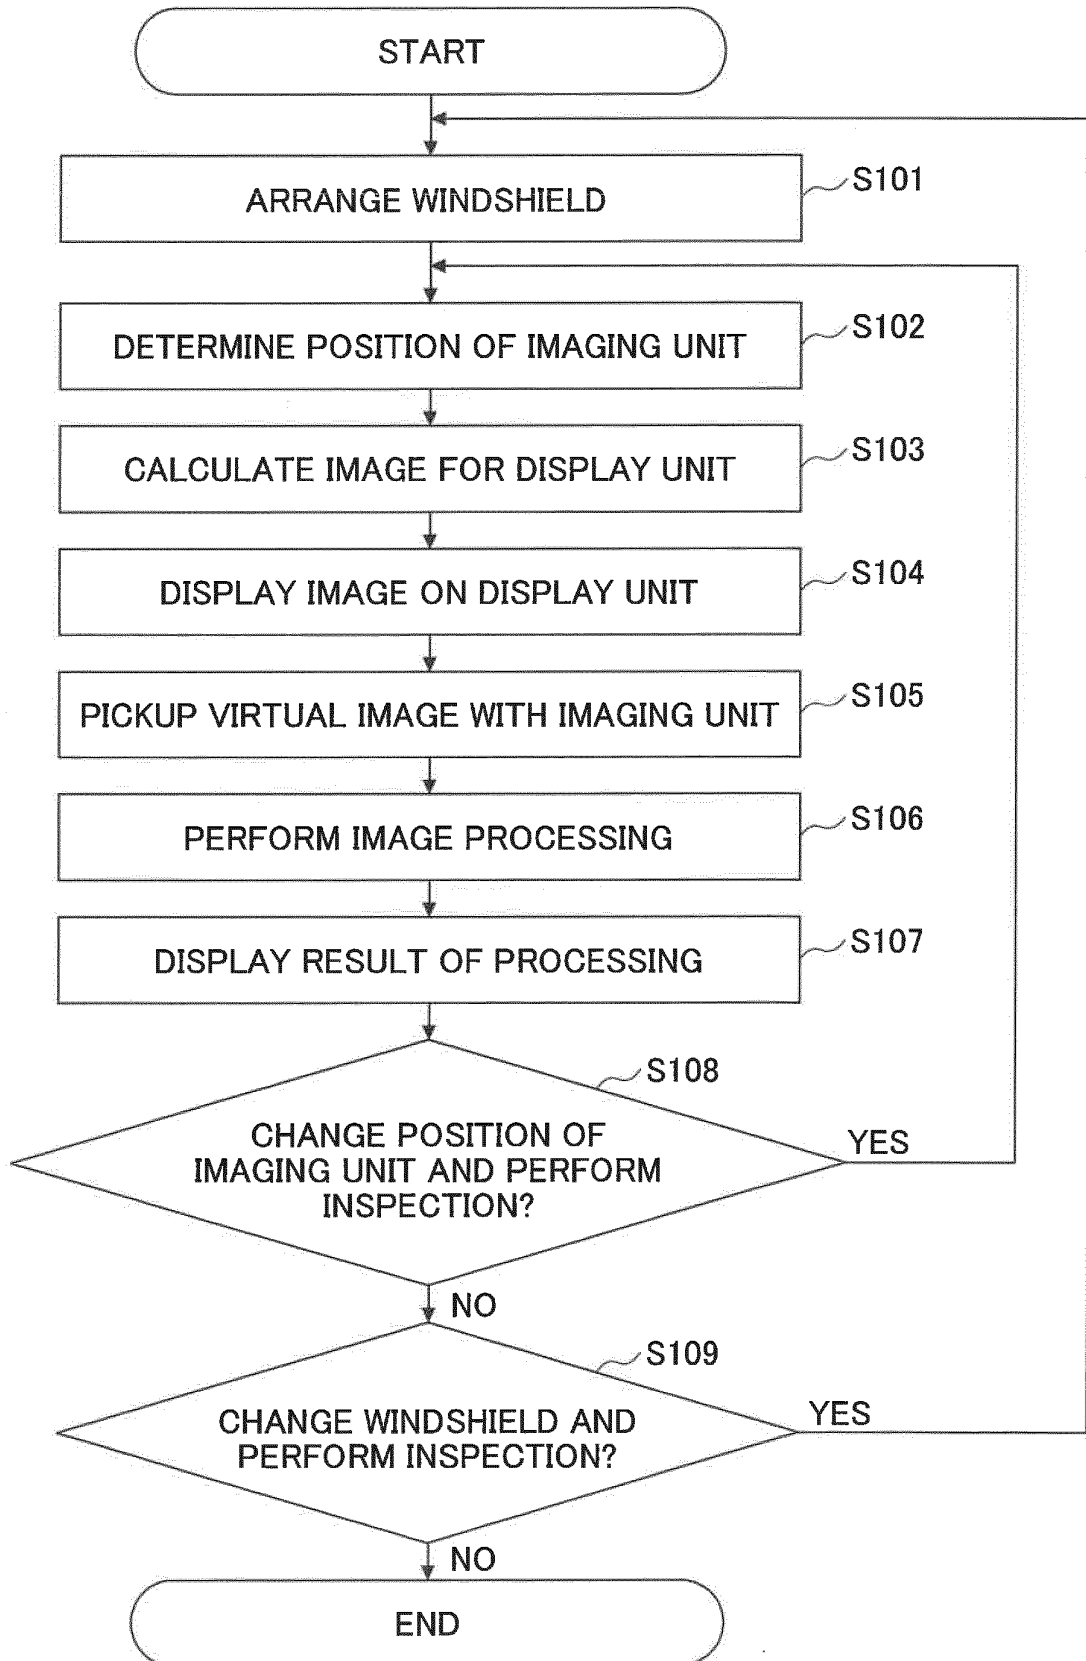 START
ARRANGE WINDSHIELD
S101
DETERMINE POSITION OF IMAGING UNIT
S102
CALCULATE IMAGE FOR DISPLAY UNIT
S103
DISPLAY IMAGE ON DISPLAY UNIT
S104
PICKUP VIRTUAL IMAGE WITH IMAGING UNIT
S105
PERFORM IMAGE PROCESSING
S106
DISPLAY RESULT OF PROCESSING
S107
S108
CHANGE POSITION OF
IMAGING UNIT AND PERFORM
INSPECTION?
YES
NO
S109
CHANGE WINDSHIELD AND
PERFORM INSPECTION?
YES
NO
END